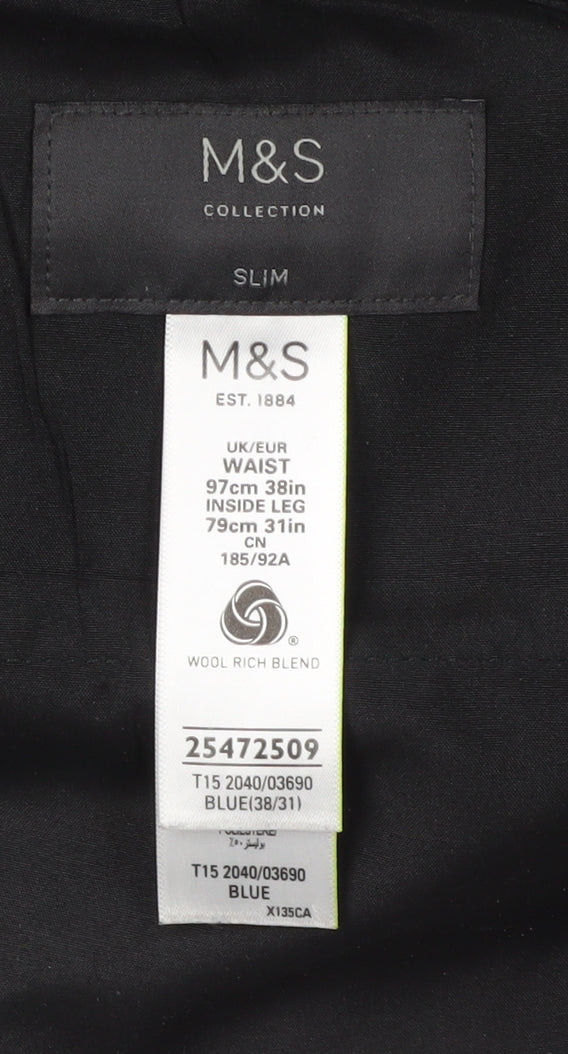 M&S
COLLECTION
SLIM
M&S
EST. 1884
UK/EUR
WAIST
97cm 38in
INSIDE LEG
79cm 31in
CN
185/92A
®
WOOL RICH BLEND
25472509
T15 2040/03690
BLUE(38/31)
T15 2040/03690
BLUE
X135CA